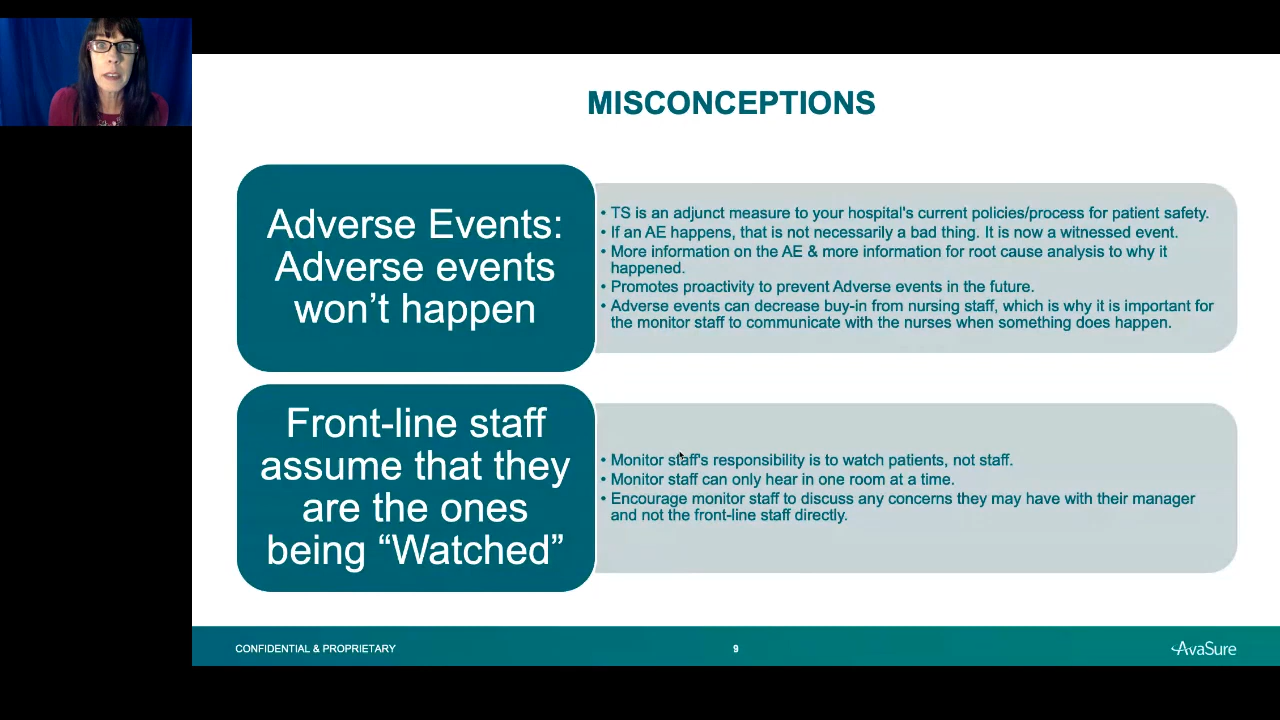 MISCONCEPTIONS
Adverse Events:
Adverse events
won’t happen
• TS is an adjunct measure to your hospital's current policies/process for patient safety.
• If an AE happens, that is not necessarily a bad thing. It is now a witnessed event.
• More information on the AE & more information for root cause analysis to why it
happened.
• Promotes proactivity to prevent Adverse events in the future.
• Adverse events can decrease buy-in from nursing staff, which is why it is important for
the monitor staff to communicate with the nurses when something does happen.
Front-line staff
assume that they
are the ones
being “Watched”
• Monitor staff's responsibility is to watch patients, not staff.
• Monitor staff can only hear in one room at a time.
• Encourage monitor staff to discuss any concerns they may have with their manager
and not the front-line staff directly.
CONFIDENTIAL & PROPRIETARY
9
AvaSure